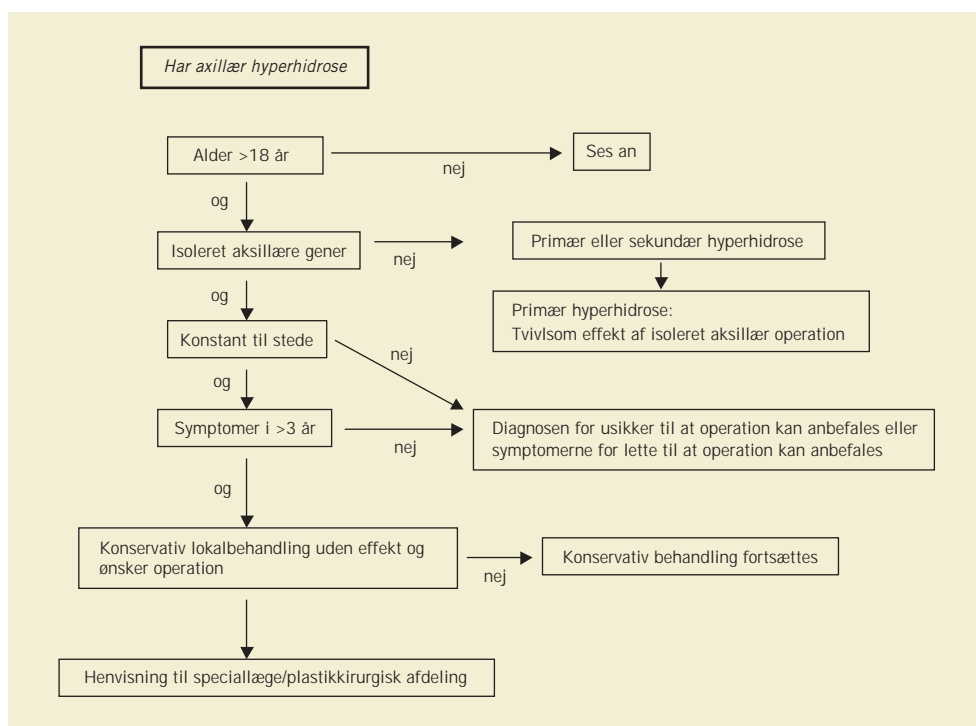 Har axillær hyperhidrose
Alder >18 år
nej
Ses an
og
Isoleret aksillære gener
nej
Primær eller sekundær hyperhidrose
og
Primær hyperhidrose:
Tvivlsom effekt af isoleret aksillær operation
Konstant til stede
nej
og
Symptomer i >3 år
nej
Diagnosen for usikker til at operation kan anbefales eller
symptomerne for lette til at operation kan anbefales
og
Konservativ lokalbehandling uden effekt og
ønsker operation
nej
Konservativ behandling fortsættes
Henvisning til speciallæge/plastikkirurgisk afdeling